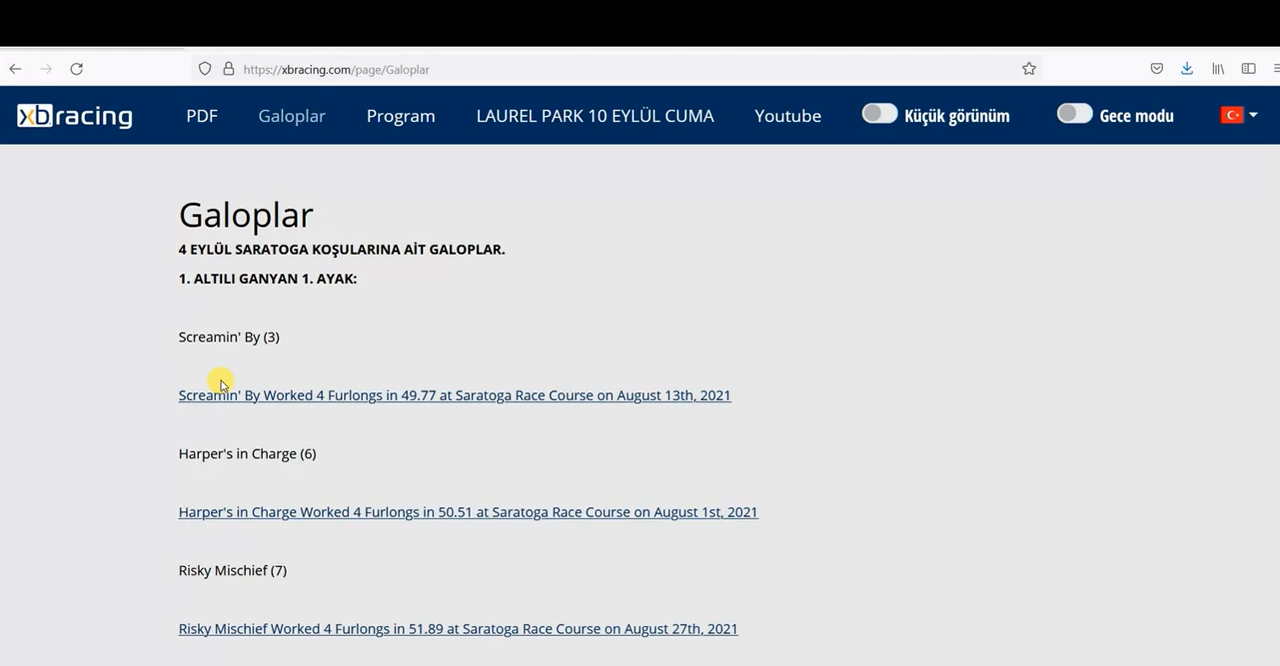 https://xbracing.com/page/Galoplar
xbracing PDF Galoplar Program LAUREL PARK 10 EYLÜL CUMA Youtube Küçük görünüm Gece modu
Galoplar
4 EYLÜL SARATOGA KOŞULARINA AİT GALOPLAR.
1. ALTILI GANYAN 1. AYAK:
Screamin' By (3)
Screamin' By Worked 4 Furlongs in 49.77 at Saratoga Race Course on August 13th, 2021
Harper's in Charge (6)
Harper's in Charge Worked 4 Furlongs in 50.51 at Saratoga Race Course on August 1st, 2021
Risky Mischief (7)
Risky Mischief Worked 4 Furlongs in 51.89 at Saratoga Race Course on August 27th, 2021